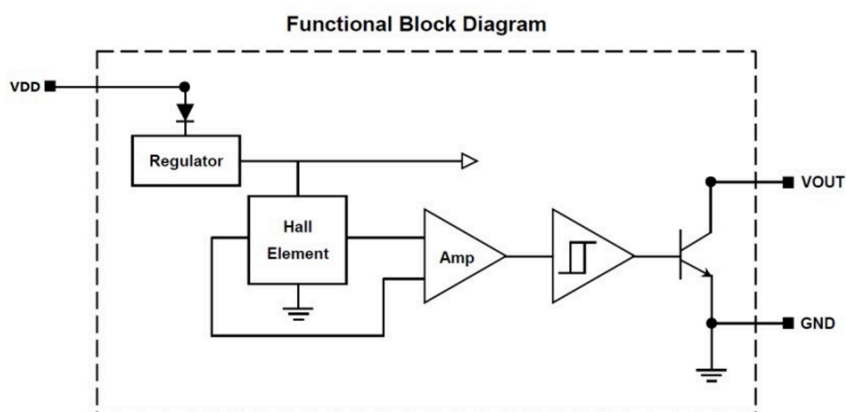 Functional Block Diagram
VDD
Regulator
VOUT
Hall
Element
Amp
GND